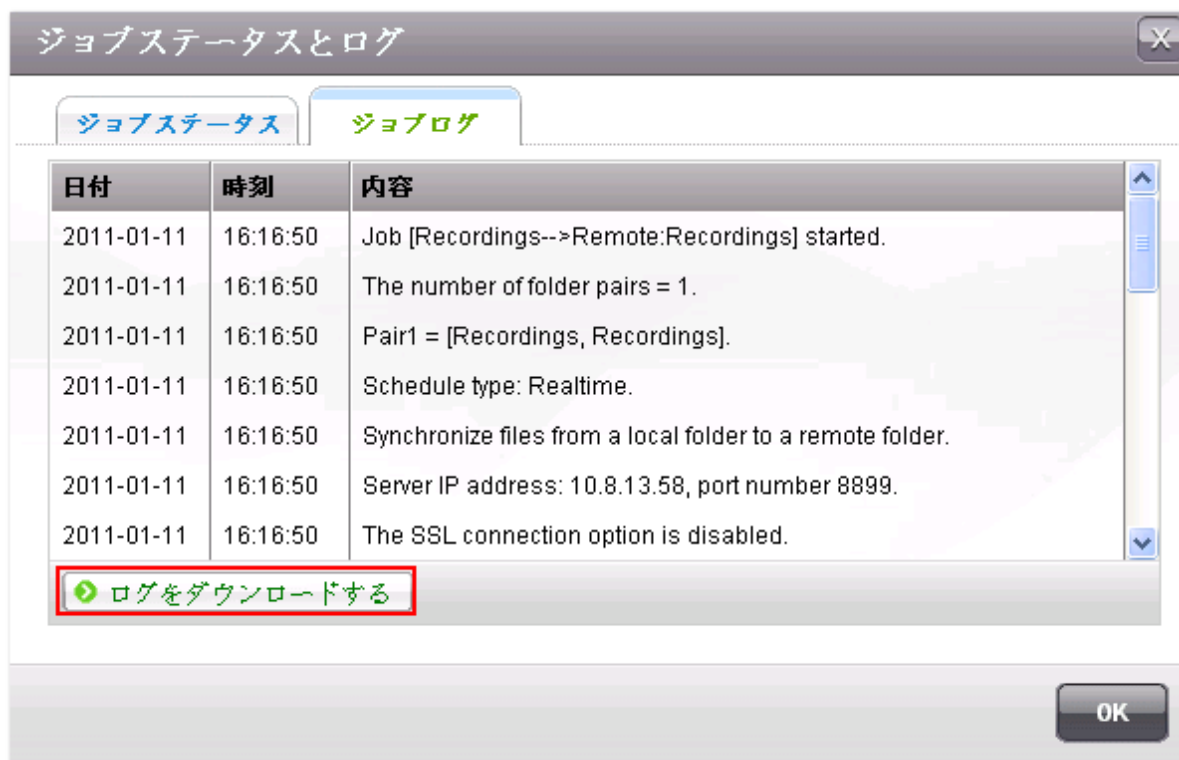 ジョブステータスとログ X
ジョブステータス ジョブログ
日付 時刻 内容
2011-01-11 16:16:50 Job [Recordings-->Remote:Recordings] started.
2011-01-11 16:16:50 The number of folder pairs = 1.
2011-01-11 16:16:50 Pair1 = [Recordings, Recordings].
2011-01-11 16:16:50 Schedule type: Realtime.
2011-01-11 16:16:50 Synchronize files from a local folder to a remote folder.
2011-01-11 16:16:50 Server IP address: 10.8.13.58, port number 8899.
2011-01-11 16:16:50 The SSL connection option is disabled.
ログをダウンロードする
OK